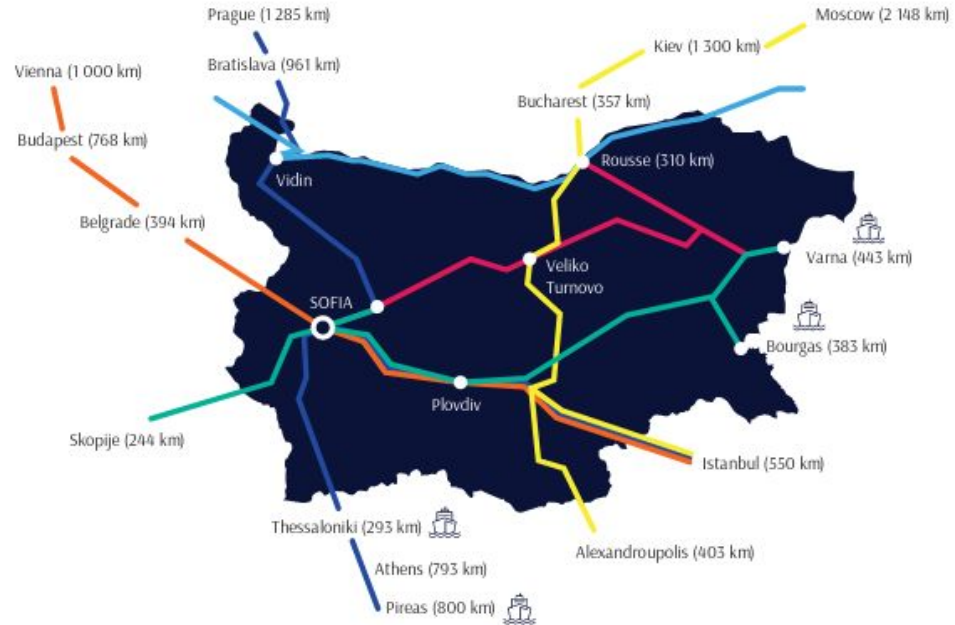 Prague (1 285 km)
Moscow (2 148 km)
Kiev (1 300 km)
Bratislava (961 km)
Vienna (1 000 km)
Bucharest (357 km)
Budapest (768 km)
Rousse (310 km)
Vidin
Belgrade (394 km)
Varna (443 km)
Veliko
Turnovo
SOFIA
Bourgas (383 km)
Plovdiv
Skopije (244 km)
Istanbul (550 km)
Thessaloniki (293 km)
Alexandroupolis (403 km)
Athens (793 km)
Pireas (800 km)